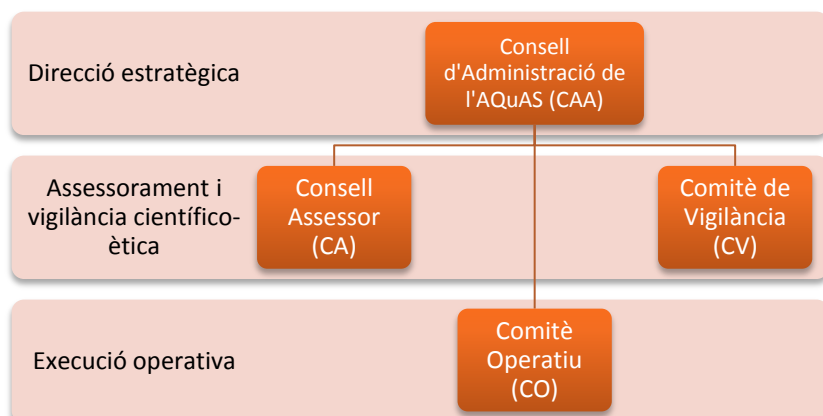 Direcció estratègica
Consell
d'Administració de
l'AQuAS (CAA)
Assessorament i
vigilància científico-
ètica
Consell
Assessor
(CA)
Comitè de
Vigilància
(CV)
Execució operativa
Comitè
Operatiu
(CO)